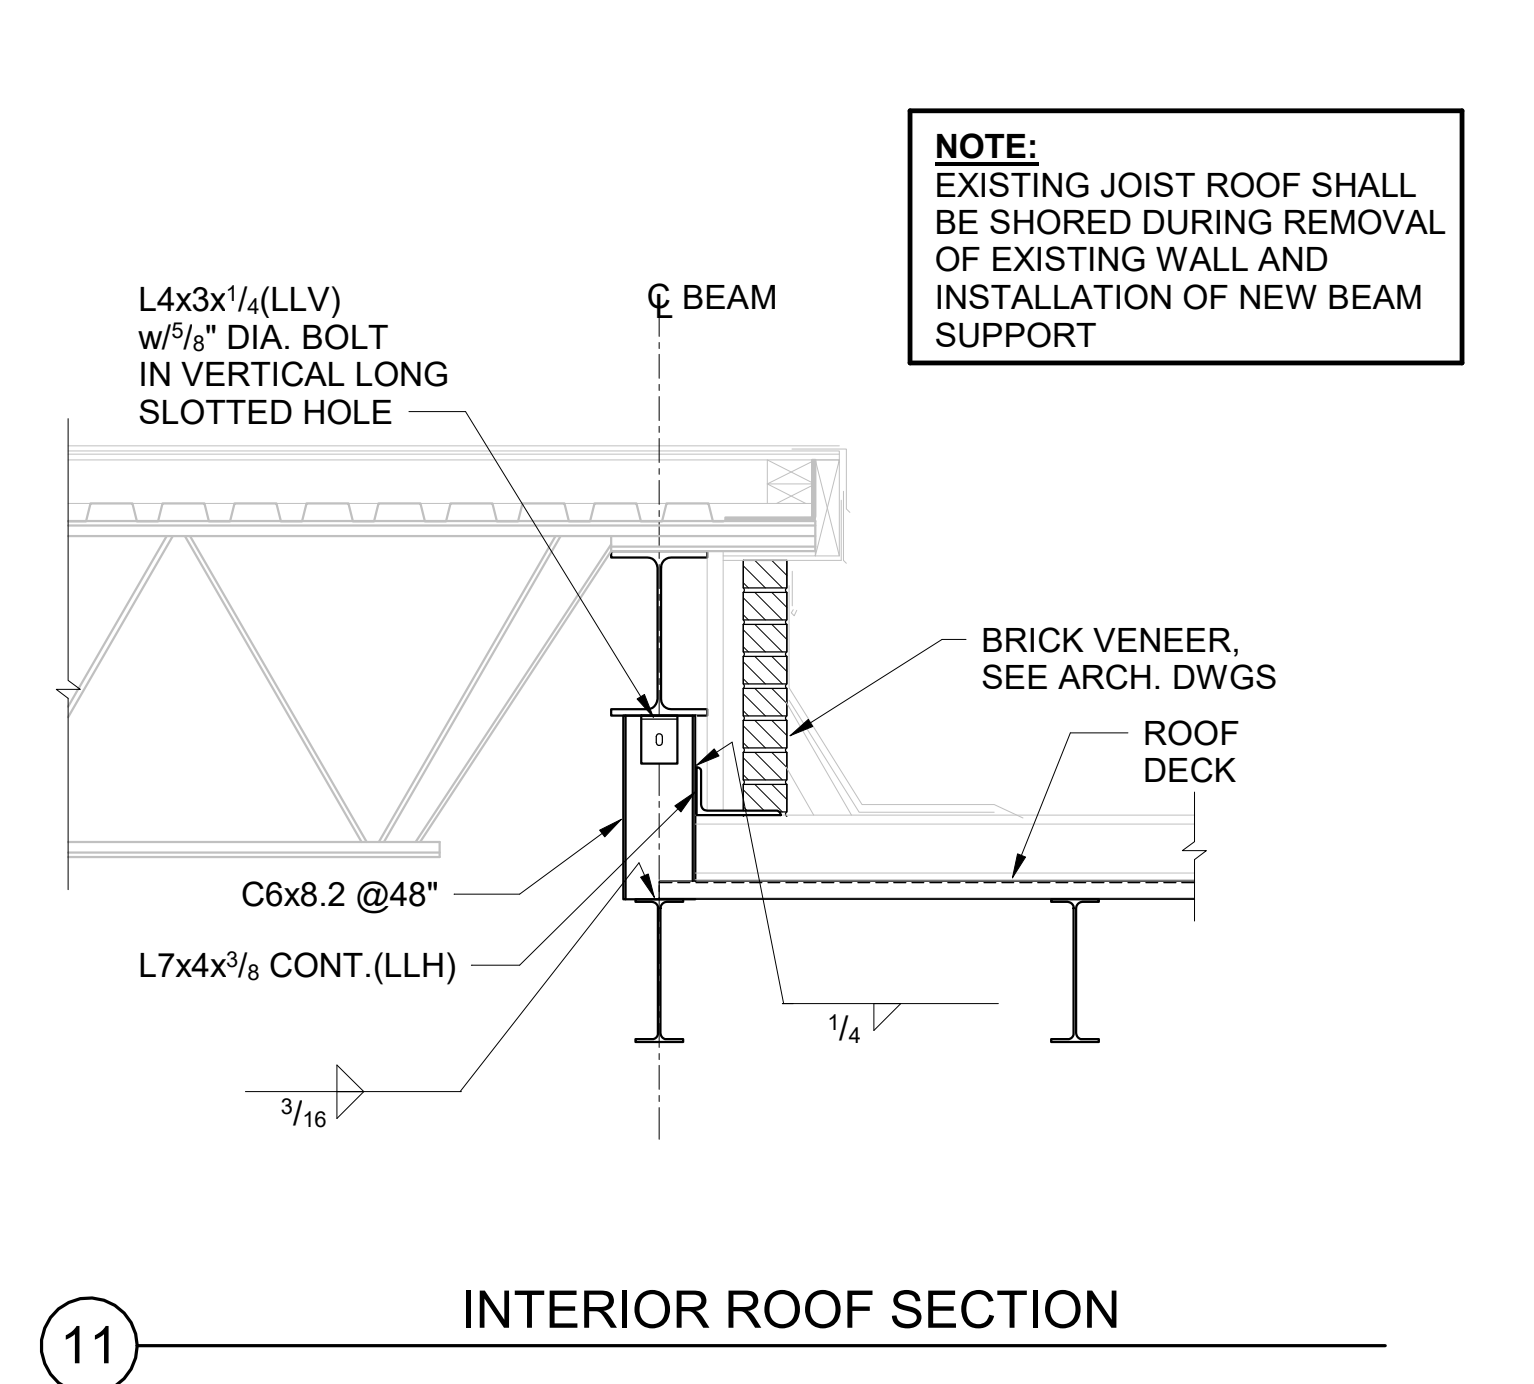 NOTE:
EXISTING JOIST ROOF SHALL
BE SHORED DURING REMOVAL
OF EXISTING WALL AND
INSTALLATION OF NEW BEAM
SUPPORT
L4x3x1/4(LLV)
w/5/8" DIA. BOLT
IN VERTICAL LONG
SLOTTED HOLE
℄ BEAM
BRICK VENEER,
SEE ARCH. DWGS
ROOF
DECK
C6x8.2 @48"
L7x4x3/8 CONT.(LLH)
1/4
3/16
INTERIOR ROOF SECTION
11